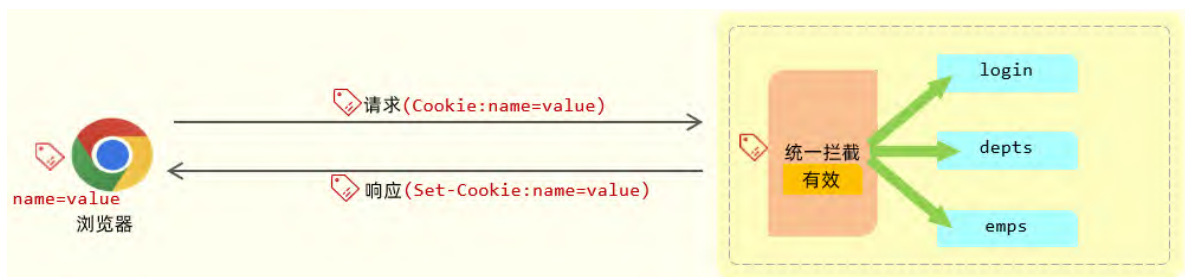 请求(Cookie:name=value)
响应(Set-Cookie:name=value)
name=value
浏览器
统一拦截
有效
login
depts
emps